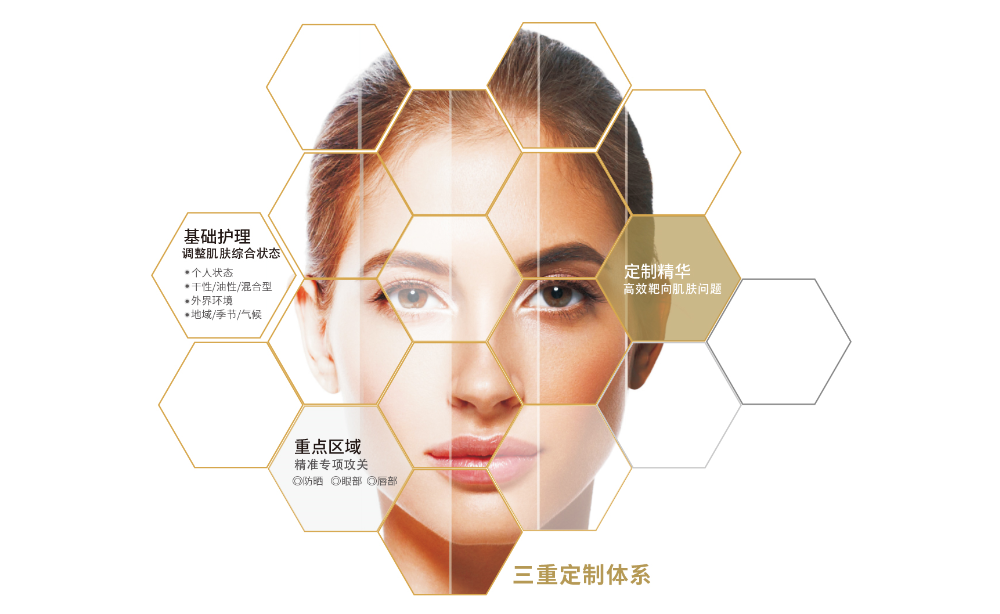 基础护理
调整肌肤综合状态
●个人状态
●干性/油性/混合型
●外界环境
●地域/季节/气候
定制精华
高效靶向肌肤问题
重点区域
精准专项攻关
◎防晒 ◎眼部 ◎唇部
三重定制体系